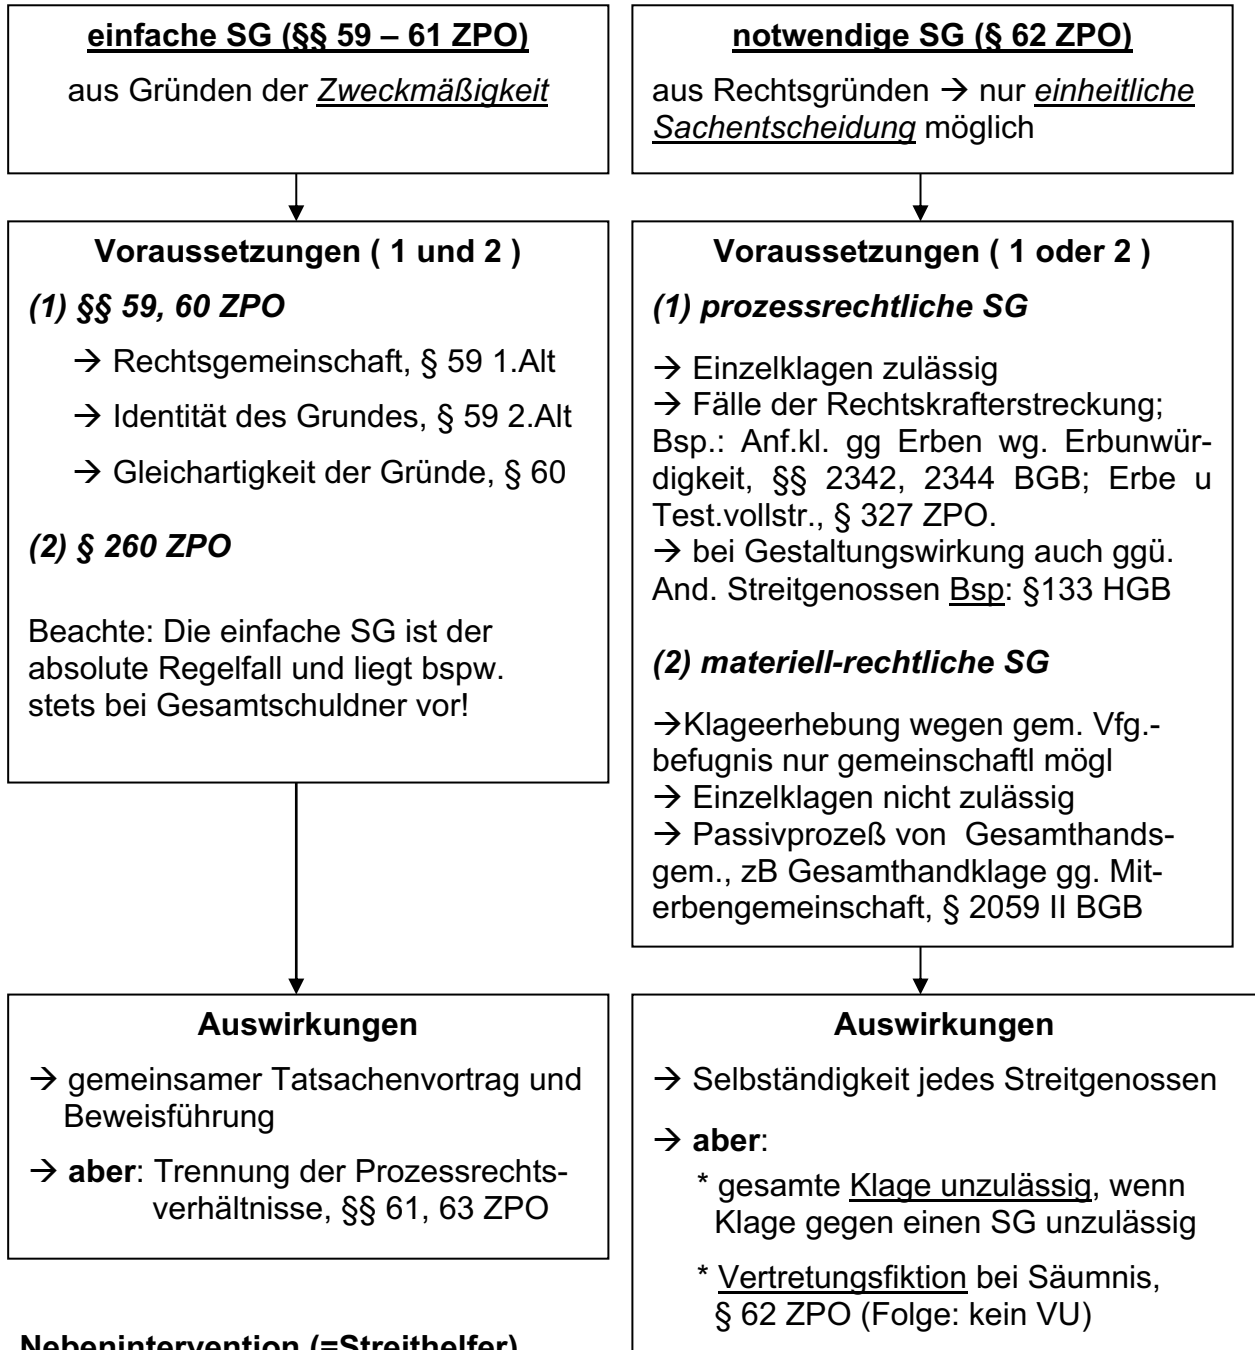 einfache SG (§§ 59 – 61 ZPO)
aus Gründen der Zweckmäßigkeit
Voraussetzungen ( 1 und 2 )
(1) §§ 59, 60 ZPO
→ Rechtsgemeinschaft, § 59 1.Alt
→ Identität des Grundes, § 59 2.Alt
→ Gleichartigkeit der Gründe, § 60
(2) § 260 ZPO
Beachte: Die einfache SG ist der
absolute Regelfall und liegt bspw.
stets bei Gesamtschuldner vor!
Auswirkungen
→ gemeinsamer Tatsachenvortrag und
Beweisführung
→ aber: Trennung der Prozessrechts-
verhältnisse, §§ 61, 63 ZPO
notwendige SG (§ 62 ZPO)
aus Rechtsgründen → nur einheitliche
Sachentscheidung möglich
Voraussetzungen ( 1 oder 2 )
(1) prozessrechtliche SG
→ Einzelklagen zulässig
→ Fälle der Rechtskrafterstreckung;
Bsp.: Anf.kl. gg Erben wg. Erbunwür-
digkeit, §§ 2342, 2344 BGB; Erbe u
Test.vollstr., § 327 ZPO.
→ bei Gestaltungswirkung auch ggü.
And. Streitgenossen Bsp: §133 HGB
(2) materiell-rechtliche SG
→Klageerhebung wegen gem. Vfg.-
befugnis nur gemeinschaftl mögl
→ Einzelklagen nicht zulässig
→ Passivprozeß von Gesamthands-
gem., zB Gesamthandklage gg. Mit-
erbengemeinschaft, § 2059 II BGB
Auswirkungen
→ Selbständigkeit jedes Streitgenossen
→ aber:
* gesamte Klage unzulässig, wenn
Klage gegen einen SG unzulässig
* Vertretungsfiktion bei Säumnis,
§ 62 ZPO (Folge: kein VU)
Nebenintervention (=Streithelfer)